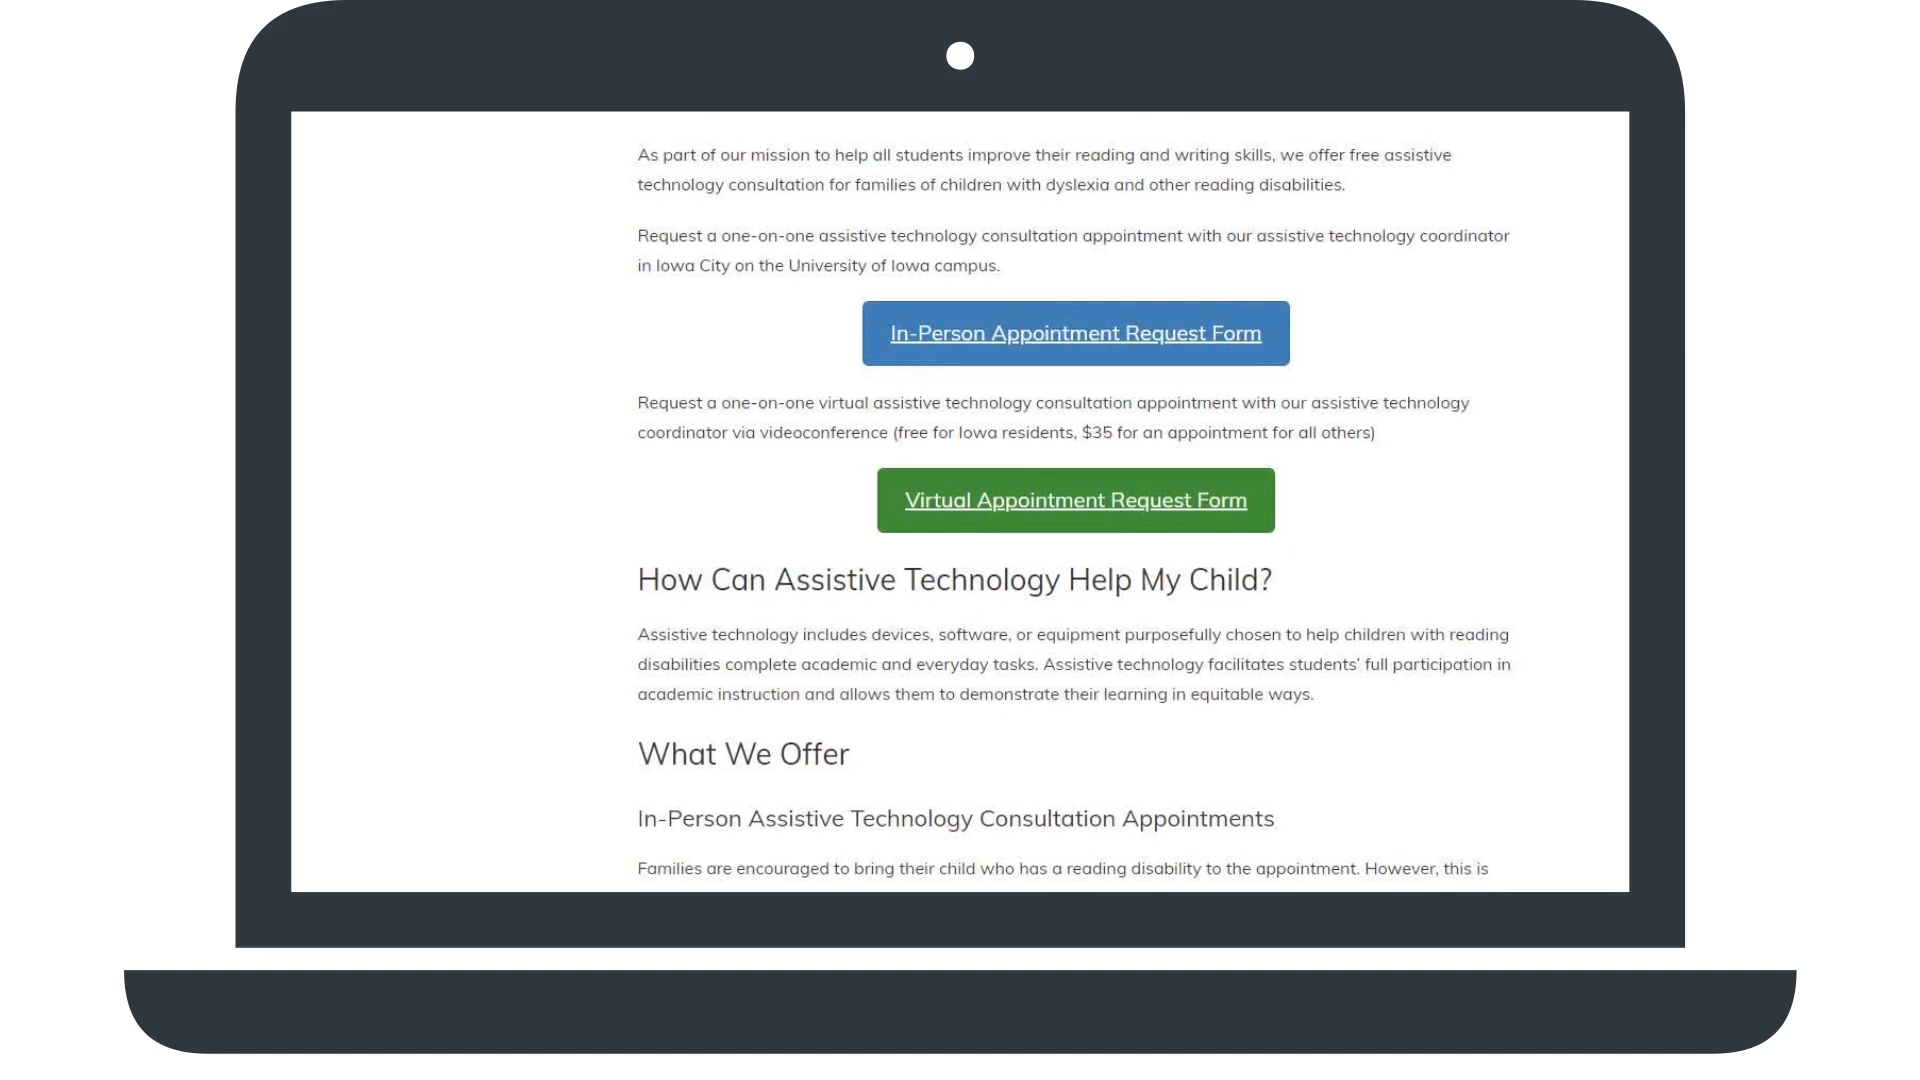 As part of our mission to help all students improve their reading and writing skills, we offer free assistive
technology consultation for families of children with dyslexia and other reading disabilities.
Request a one-on-one assistive technology consultation appointment with our assistive technology coordinator
in Iowa City on the University of Iowa campus.
In-Person Appointment Request Form
Request a one-on-one virtual assistive technology consultation appointment with our assistive technology
coordinator via videoconference (free for Iowa residents, $35 for an appointment for all others)
Virtual Appointment Request Form
How Can Assistive Technology Help My Child?
Assistive technology includes devices, software, or equipment purposefully chosen to help children with reading
disabilities complete academic and everyday tasks. Assistive technology facilitates students’ full participation in
academic instruction and allows them to demonstrate their learning in equitable ways.
What We Offer
In-Person Assistive Technology Consultation Appointments
Families are encouraged to bring their child who has a reading disability to the appointment. However, this is